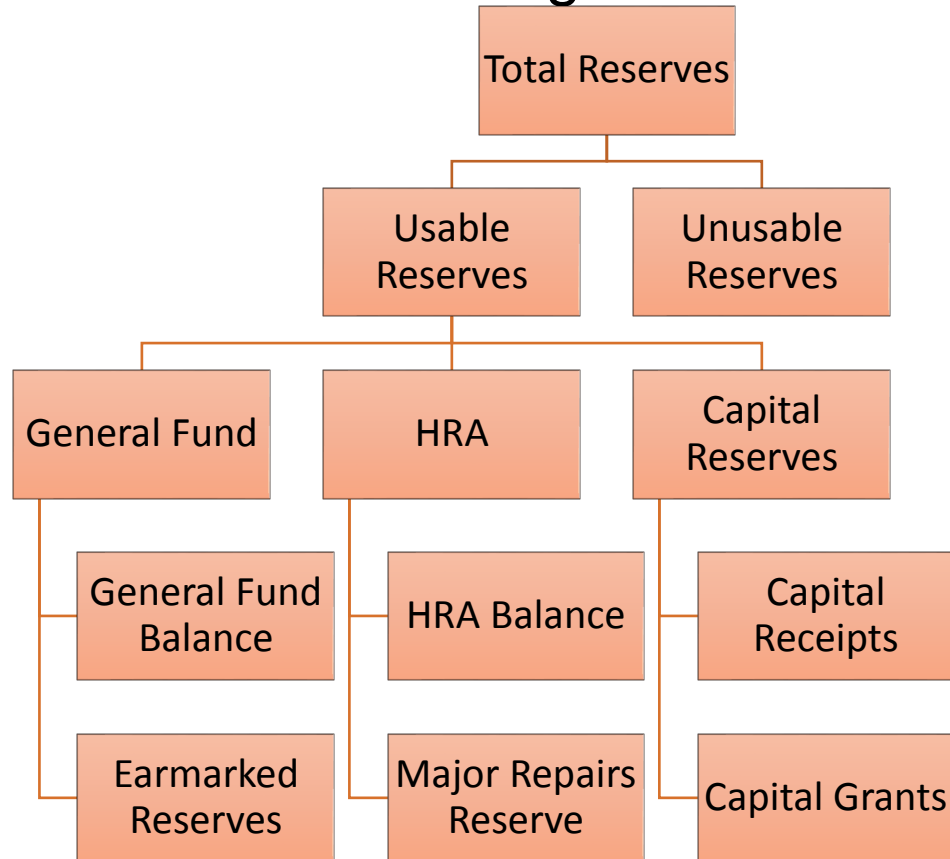 g
Total Reserves
Usable
Reserves
Unusable
Reserves
General Fund
HRA
Capital
Reserves
General Fund
Balance
HRA Balance
Capital
Receipts
Earmarked
Reserves
Major Repairs
Reserve
Capital Grants